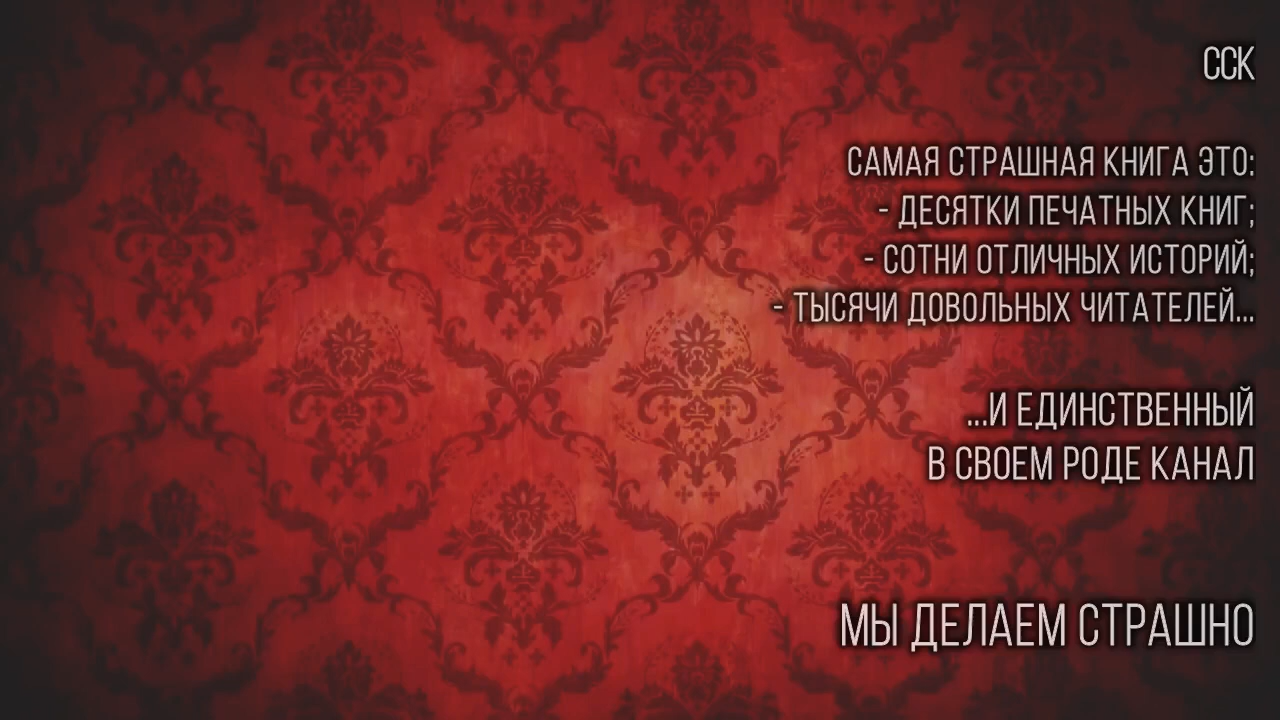 ССК
САМАЯ СТРАШНАЯ КНИГА ЭТО:
- ДЕСЯТКИ ПЕЧАТНЫХ КНИГ;
- СОТНИ ОТЛИЧНЫХ ИСТОРИЙ;
- ТЫСЯЧИ ДОВОЛЬНЫХ ЧИТАТЕЛЕЙ...
...И ЕДИНСТВЕННЫЙ
В СВОЕМ РОДЕ КАНАЛ
МЫ ДЕЛАЕМ СТРАШНО